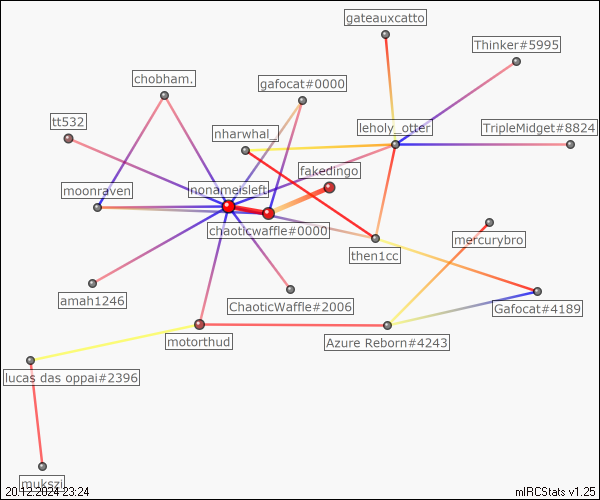 gateauxcatto
Thinker#5995
chobham.
gafocat#0000
tt532
nharwhal_
leholy_otter
TripleMidget#8824
fakedingo
moonraven
nonameisleft
chaoticwaffle#0000
mercurybro
then1cc
amah1246
ChaoticWaffle#2006
Gafocat#4189
motorthud
Azure Reborn#4243
lucas das oppai#2396
mukszi
20.12.2024 23:24
mIRCStats v1.25